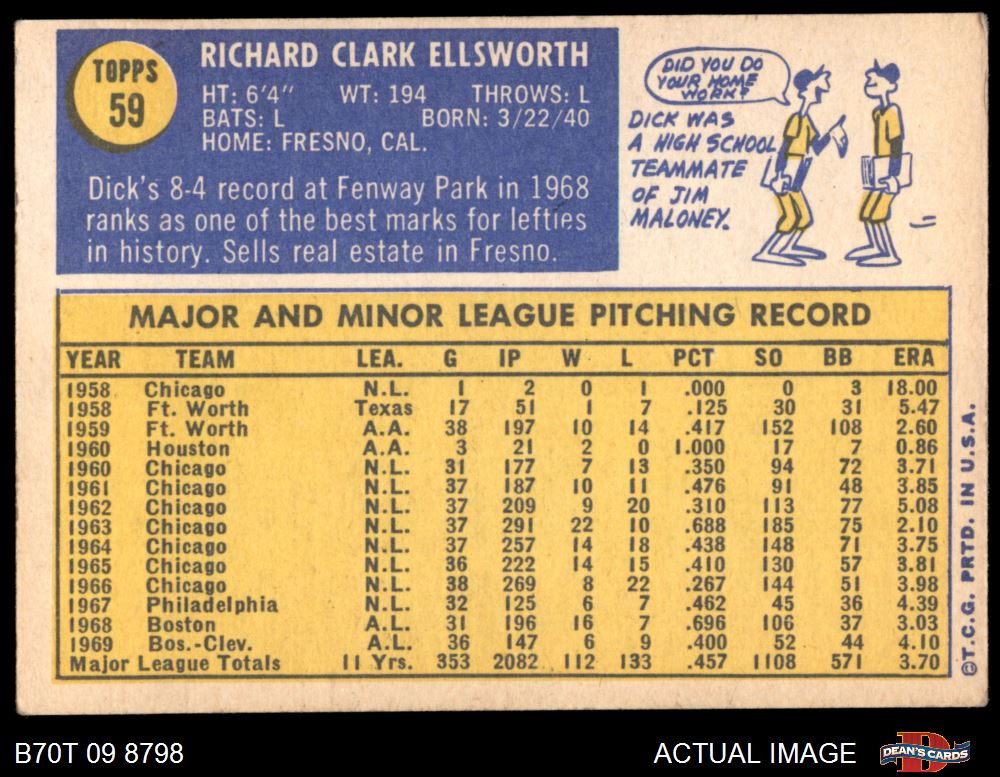 TOPPS
59
RICHARD CLARK ELLSWORTH
HT: 6'4" WT: 194 THROWS: L
BATS: L BORN: 3/22/40
HOME: FRESNO, CAL.
Dick's 8-4 record at Fenway Park in 1968
ranks as one of the best marks for lefties
in history. Sells real estate in Fresno.
DID YOU DO
YOUR HOME
WORK?
DICK WAS
A HIGH SCHOOL
TEAMMATE
OF JIM
MALONEY.
MAJOR AND MINOR LEAGUE PITCHING RECORD
YEAR TEAM LEA. G IP W L PCT SO BB ERA
1958 Chicago N.L. 1 2 0 1 .000 0 3 18.00
1958 Ft. Worth Texas 17 51 1 7 .125 30 31 5.47
1959 Ft. Worth A.A. 38 197 10 14 .417 152 108 2.60
1960 Houston A.A. 3 21 2 0 1.000 17 7 0.86
1960 Chicago N.L. 31 177 7 13 .350 94 72 3.71
1961 Chicago N.L. 37 187 10 11 .476 91 48 3.85
1962 Chicago N.L. 37 209 9 20 .310 113 77 5.08
1963 Chicago N.L. 37 291 22 10 .688 185 75 2.10
1964 Chicago N.L. 37 257 14 18 .438 148 71 3.75
1965 Chicago N.L. 36 222 14 15 .410 130 57 3.81
1966 Chicago N.L. 38 269 8 22 .267 144 51 3.98
1967 Philadelphia N.L. 32 125 6 7 .462 45 36 4.39
1968 Boston A.L. 31 196 16 7 .696 106 37 3.03
1969 Bos.-Clev. A.L. 36 147 6 9 .400 52 44 4.10
Major League Totals 11 Yrs. 353 2082 112 133 .457 1108 571 3.70
©T.C.G. PRTD. IN U.S.A.
B70T 09 8798
ACTUAL IMAGE
DEAN'S CARDS